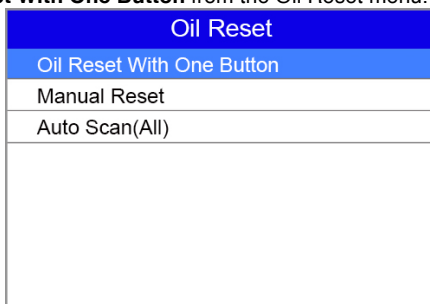 With One Button from the Oil Reset menu.
Oil Reset
Oil Reset With One Button
Manual Reset
Auto Scan(All)